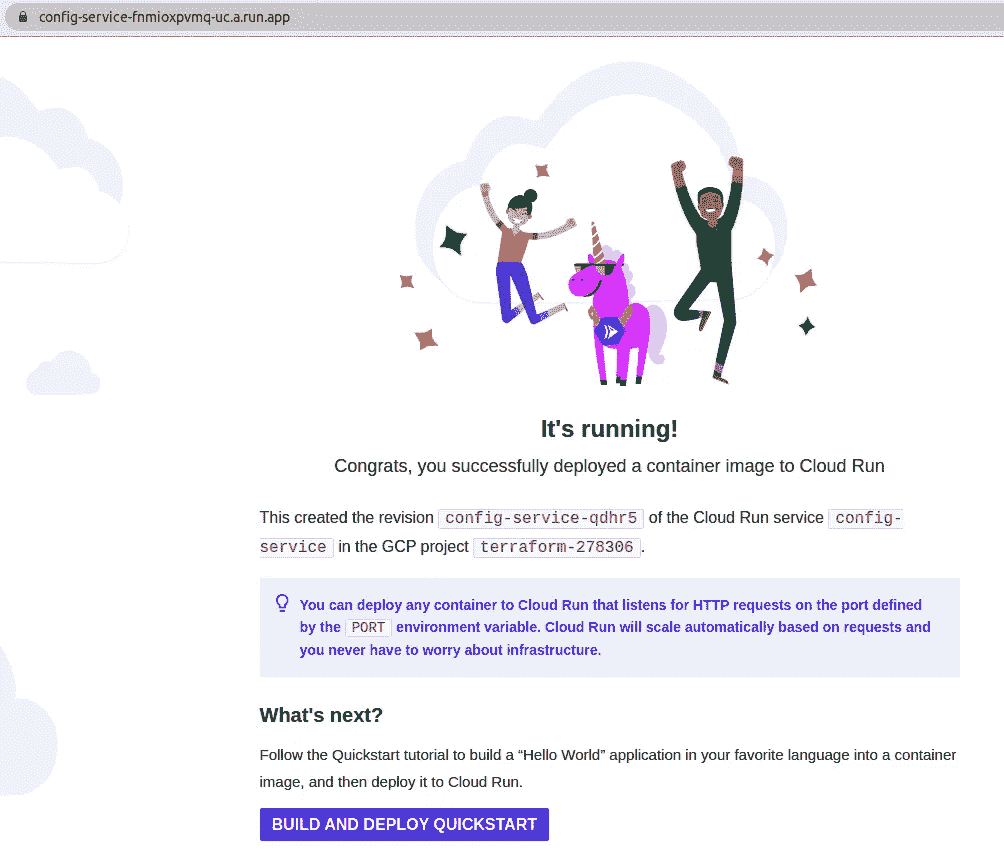 config-service-fnmioxpvmq-uc.a.run.app
It's running!
Congrats, you successfully deployed a container image to Cloud Run
This created the revision config-service-qdhr5 of the Cloud Run service config-
service in the GCP project terraform-278306.
You can deploy any container to Cloud Run that listens for HTTP requests on the port defined
by the PORT environment variable. Cloud Run will scale automatically based on requests and
you never have to worry about infrastructure.
What's next?
Follow the Quickstart tutorial to build a “Hello World” application in your favorite language into a container
image, and then deploy it to Cloud Run.
BUILD AND DEPLOY QUICKSTART